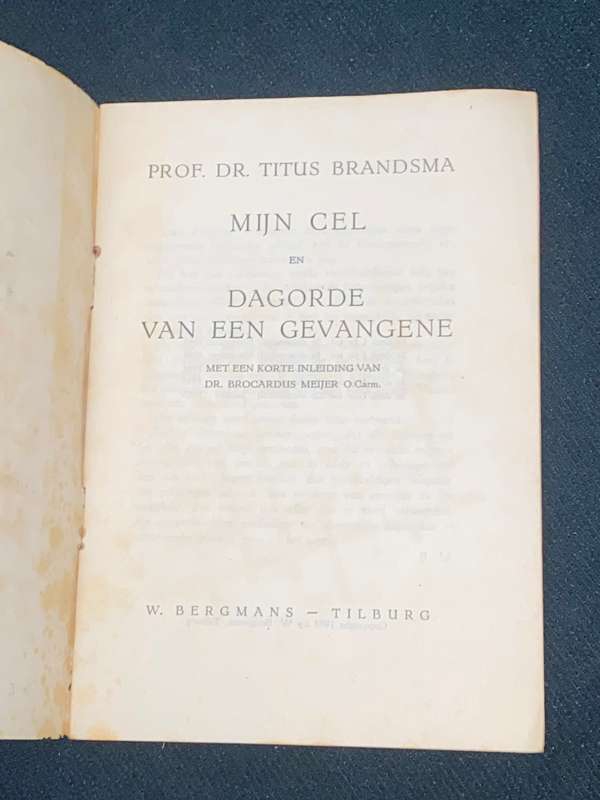 PROF. DR. TITUS BRANDSMA
MIJN CEL
EN
DAGORDE
VAN EEN GEVANGENE
MET EEN KORTE INLEIDING VAN
DR. BROCARDUS MEIJER O Carm.
W. BERGMANS — TILBURG